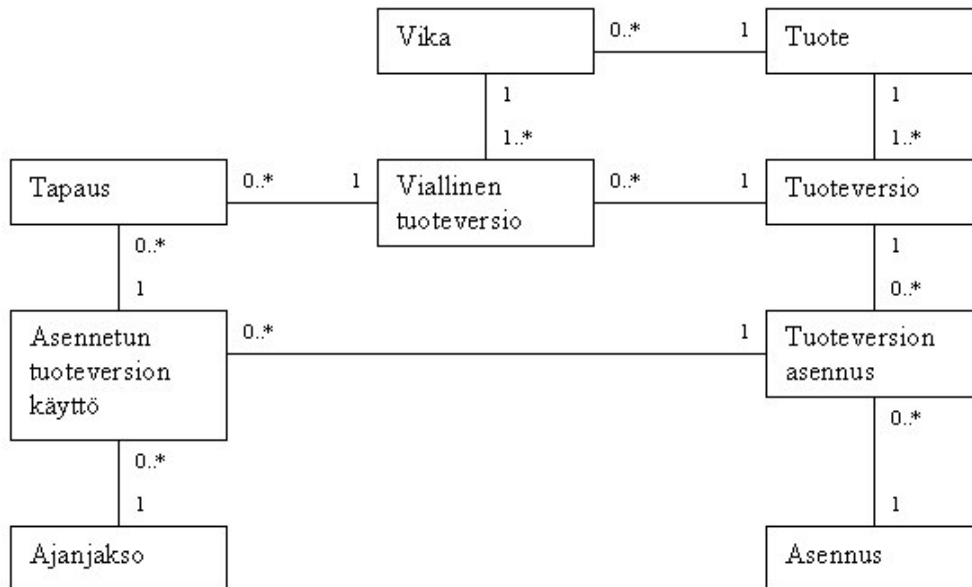 Vika
0..* 1
Tuote
1
1..*
1
1..*
Tapaus
0..* 1
Viallinen
tuoteversio
0..* 1
Tuoteversio
0..*
1
1
0..*
Asennetun
tuoteversion
käyttö
0..* 1
Tuoteversion
asennus
0..*
1
0..*
1
Ajanjakso
Asennus